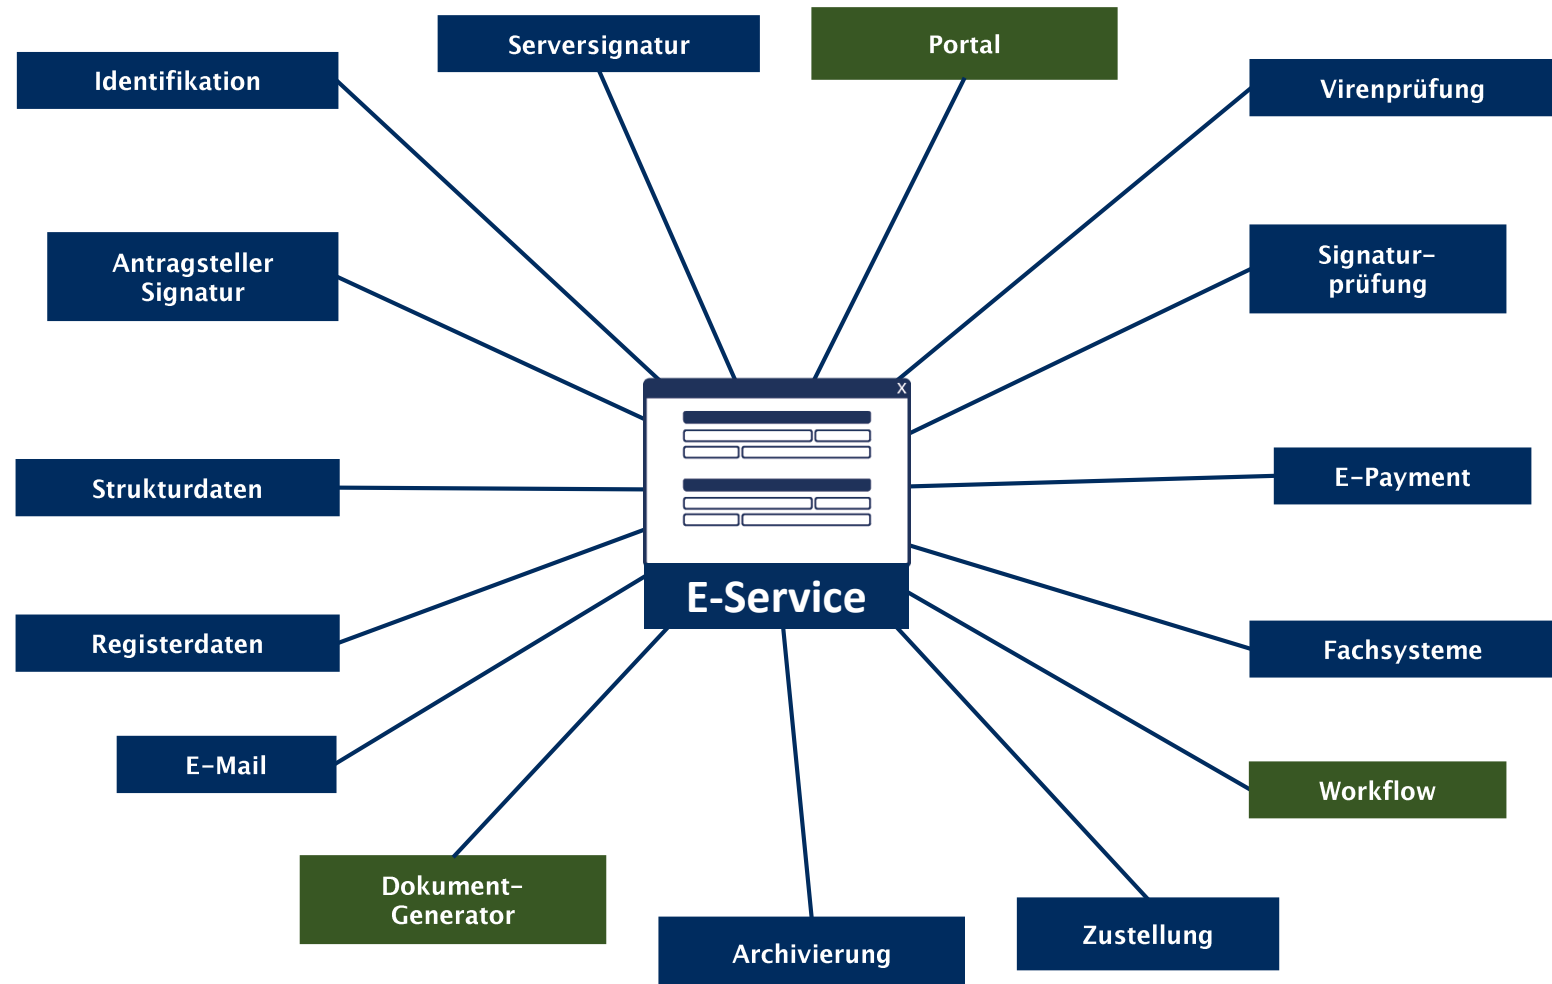 Serversignatur
Portal
Identifikation
Virenprüfung
Antragsteller
Signatur
Signatur-
prüfung
X
E-Payment
Strukturdaten
E-Service
Registerdaten
Fachsysteme
E-Mail
Workflow
Dokument-
Generator
Archivierung
Zustellung